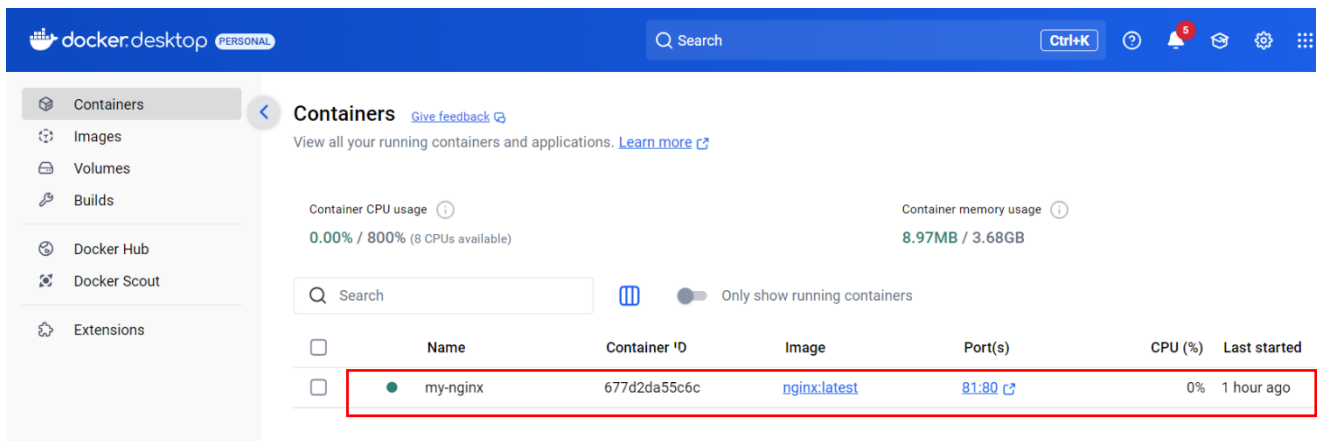 docker.desktop PERSONAL Search Ctrl+K 5
Containers
Images
Volumes
Builds
Docker Hub
Docker Scout
Extensions
Containers Give feedback
View all your running containers and applications. Learn more
Container CPU usage Container memory usage
0.00% / 800% (8 CPUs available) 8.97MB / 3.68GB
Search Only show running containers
Name Container ID Image Port(s) CPU (%) Last started
my-nginx 677d2da55c6c nginx:latest 81:80 0% 1 hour ago